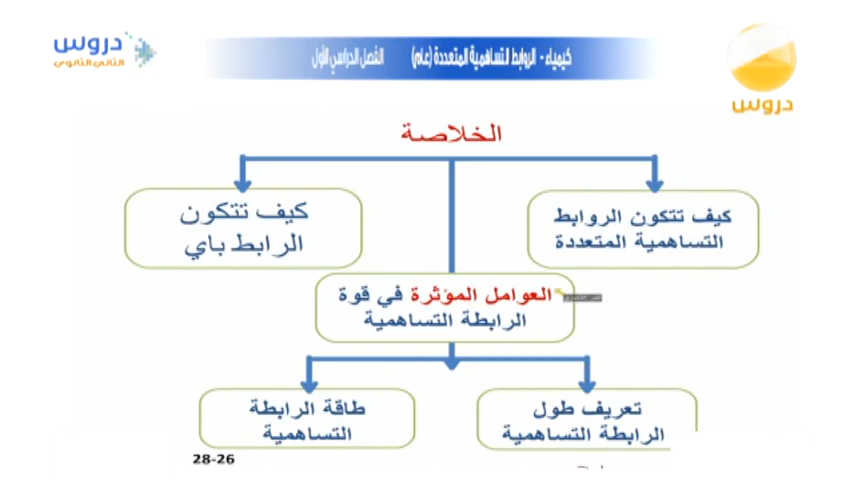 دروس
الثاني الثانوي
كيمياء - الروابط التساهمية المتعددة (عام) الفصل الدراسي الأول
دروس
الخلاصة
كيف تتكون الروابط
التساهمية المتعددة
كيف تتكون
الرابط باي
العوامل المؤثرة في قوة
الرابطة التساهمية
تعريف طول
الرابطة التساهمية
طاقة الرابطة
التساهمية
28-26